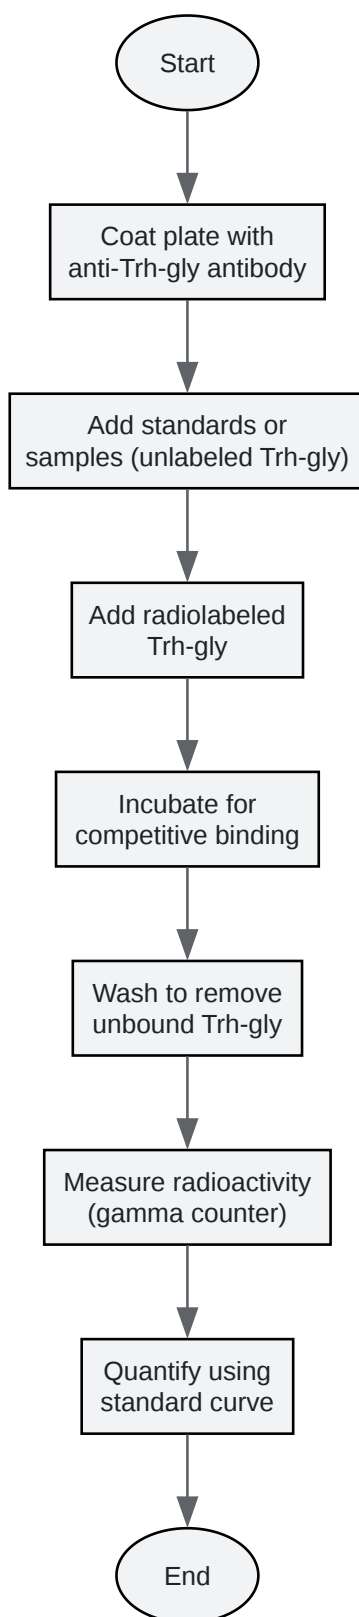 Start
Coat plate with
anti-Trh-gly antibody
Add standards or
samples (unlabeled Trh-gly)
Add radiolabeled
Trh-gly
Incubate for
competitive binding
Wash to remove
unbound Trh-gly
Measure radioactivity
(gamma counter)
Quantify using
standard curve
End